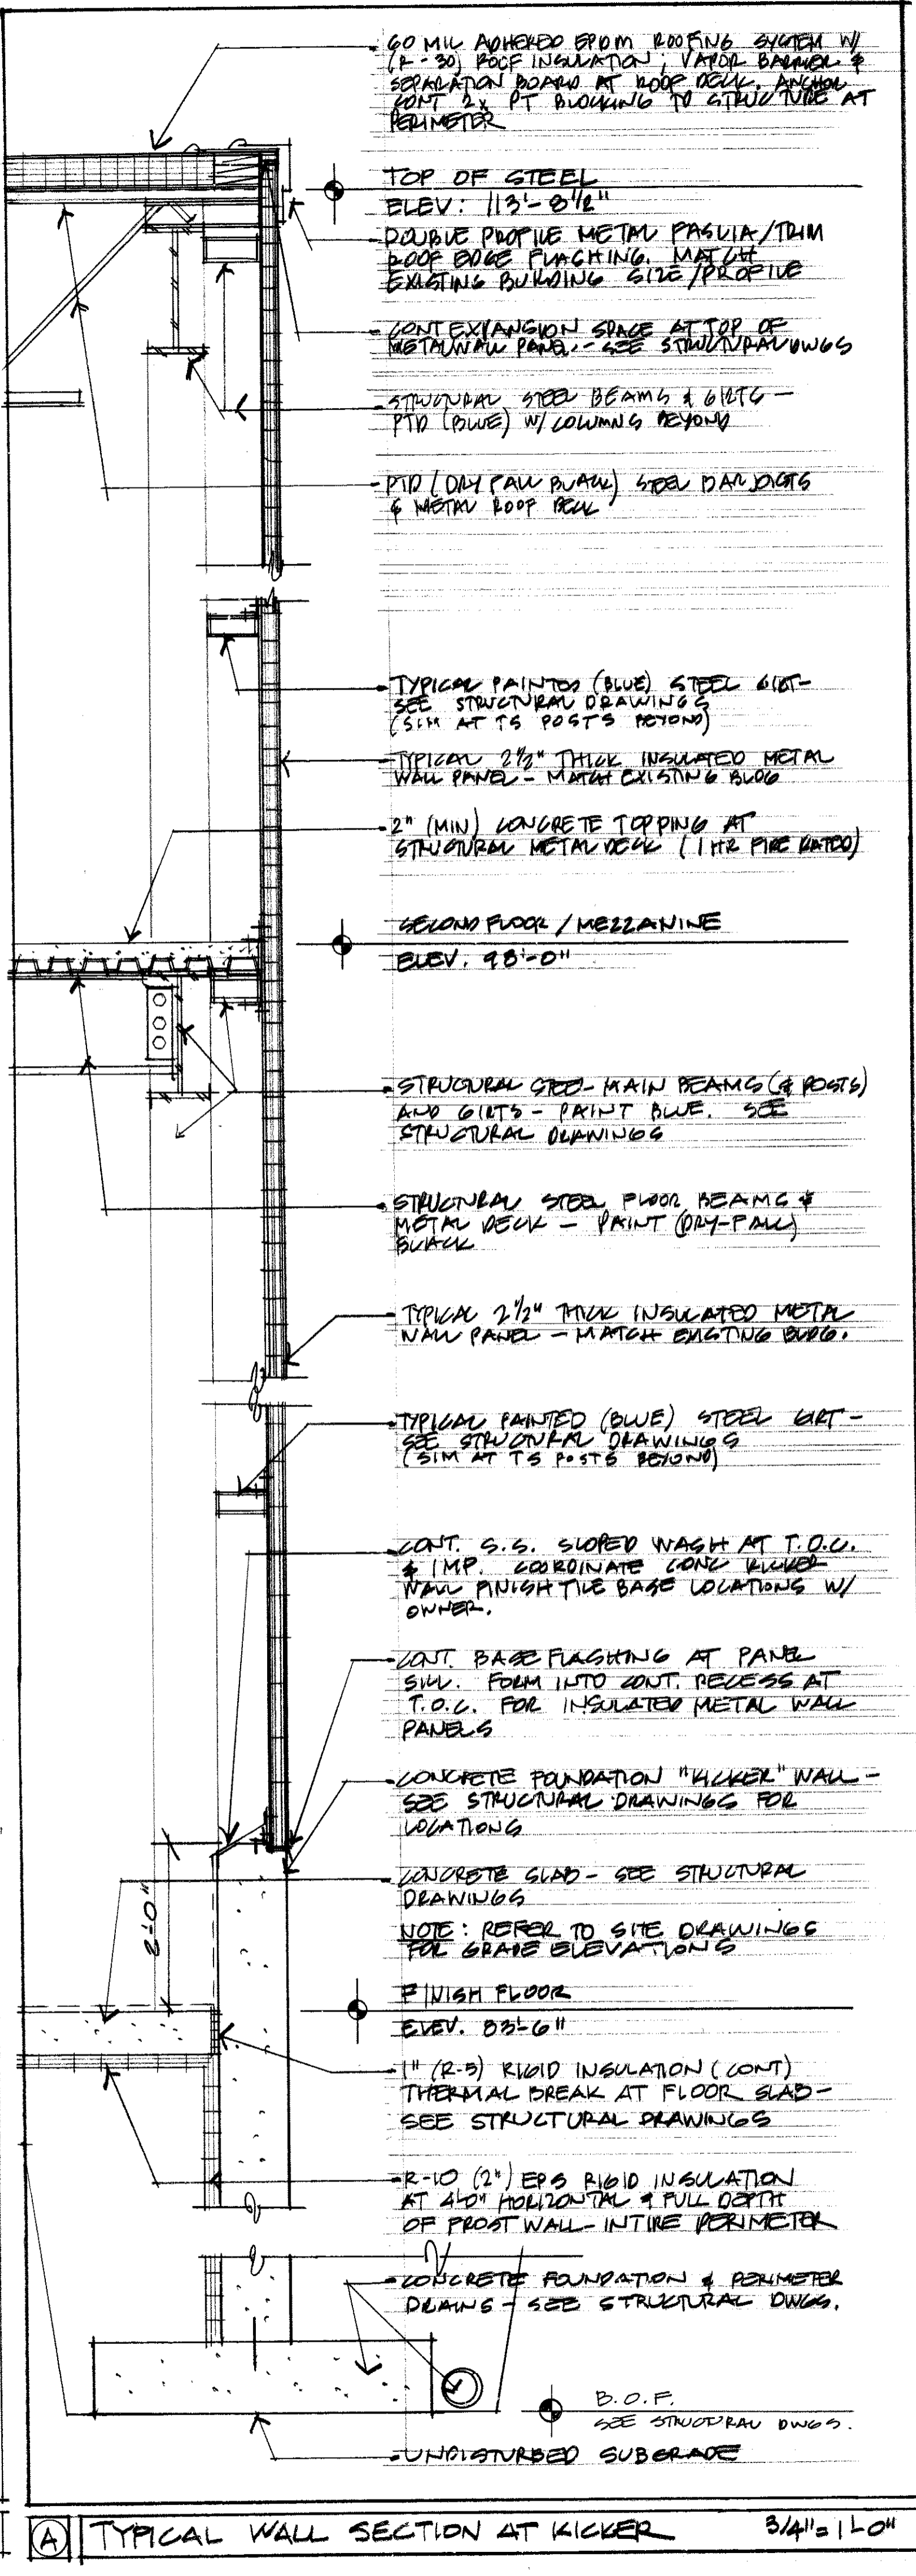 60 MIL ADHERED EPDM ROOFING SYSTEM W/
(R-30) ROOF INSULATION, VAPOR BARRIER &
SEPARATION BOARD AT ROOF DECK. ANCHOR
CONT 2x PT BLOCKING TO STRUCTURE AT
PERIMETER
TOP OF STEEL
ELEV: 113'-8 1/2"
DOUBLE PROFILE METAL FASCIA/TRIM
ROOF EDGE FLASHING. MATCH
EXISTING BUILDING SIZE/PROFILE
CONT EXPANSION SPACE AT TOP OF
METAL WALL PANEL - SEE STRUCTURAL DWGS
STRUCTURAL STEEL BEAMS & GIRTS -
PTD (BLUE) W/ COLUMNS BEYOND
PTD (DRY FALL BLACK) STEEL BAR JOISTS
& METAL ROOF DECK
TYPICAL PAINTED (BLUE) STEEL GIRT -
SEE STRUCTURAL DRAWINGS
(SIM AT TS POSTS BEYOND)
TYPICAL 2 1/2" THICK INSULATED METAL
WALL PANEL - MATCH EXISTING BLDG
2" (MIN) CONCRETE TOPPING AT
STRUCTURAL METAL DECK (1 HR FIRE RATED)
SECOND FLOOR / MEZZANINE
ELEV. 98'-0"
STRUCTURAL STEEL - MAIN BEAMS (& POSTS)
AND GIRTS - PAINT BLUE. SEE
STRUCTURAL DRAWINGS
STRUCTURAL STEEL FLOOR BEAMS &
METAL DECK - PAINT (DRY-FALL)
BLACK
TYPICAL 2 1/2" THICK INSULATED METAL
WALL PANEL - MATCH EXISTING BLDG.
TYPICAL PAINTED (BLUE) STEEL GIRT -
SEE STRUCTURAL DRAWINGS
(SIM AT TS POSTS BEYOND)
CONT. S.S. SLOPED WASH AT T.O.C.
& IMP. COORDINATE CONC KICKER
WALL FINISH TILE BASE LOCATIONS W/
OWNER.
CONT. BASE FLASHING AT PANEL
SILL. FORM INTO CONT. RECESS AT
T.O.C. FOR INSULATED METAL WALL
PANELS
CONCRETE FOUNDATION "KICKER" WALL -
SEE STRUCTURAL DRAWINGS FOR
LOCATIONS
CONCRETE SLAB - SEE STRUCTURAL
DRAWINGS
NOTE: REFER TO SITE DRAWINGS
FOR GRADE ELEVATIONS
2'-0"
FINISH FLOOR
ELEV. 83'-6"
1" (R-5) RIGID INSULATION (CONT)
THERMAL BREAK AT FLOOR SLAB -
SEE STRUCTURAL DRAWINGS
R-10 (2") EPS RIGID INSULATION
AT 4'-0" HORIZONTAL & FULL DEPTH
OF FROST WALL - INTIRE PERIMETER
CONCRETE FOUNDATION & PERIMETER
DRAINS - SEE STRUCTURAL DWGS.
B.O.F.
SEE STRUCTURAL DWGS.
UNDISTURBED SUBGRADE
A TYPICAL WALL SECTION AT KICKER 3/4" = 1'-0"